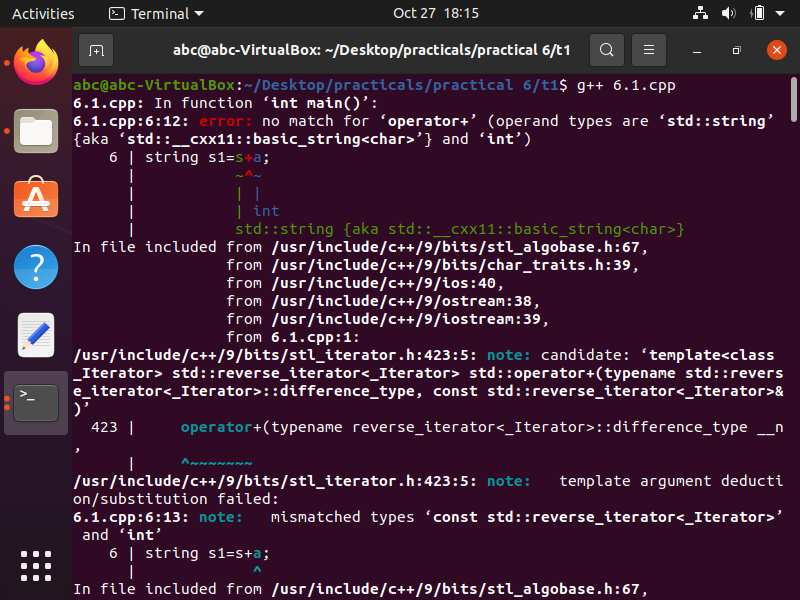 Activities Terminal Oct 27 18:15
abc@abc-VirtualBox: ~/Desktop/practicals/practical 6/t1
abc@abc-VirtualBox:~/Desktop/practicals/practical 6/t1$ g++ 6.1.cpp
6.1.cpp: In function ‘int main()’:
6.1.cpp:6:12: error: no match for ‘operator+’ (operand types are ‘std::string’
{aka ‘std::__cxx11::basic_string<char>’} and ‘int’)
    6 | string s1=s+a;
      |           ~^~
      |           | |
      |           | int
      |           std::string {aka std::__cxx11::basic_string<char>}
In file included from /usr/include/c++/9/bits/stl_algobase.h:67,
                 from /usr/include/c++/9/bits/char_traits.h:39,
                 from /usr/include/c++/9/ios:40,
                 from /usr/include/c++/9/ostream:38,
                 from /usr/include/c++/9/iostream:39,
                 from 6.1.cpp:1:
/usr/include/c++/9/bits/stl_iterator.h:423:5: note: candidate: ‘template<class
_Iterator> std::reverse_iterator<_Iterator> std::operator+(typename std::revers
e_iterator<_Iterator>::difference_type, const std::reverse_iterator<_Iterator>&
)’
  423 |     operator+(typename reverse_iterator<_Iterator>::difference_type __n
,
      |     ^~~~~~~~
/usr/include/c++/9/bits/stl_iterator.h:423:5: note:   template argument deducti
on/substitution failed:
6.1.cpp:6:13: note:   mismatched types ‘const std::reverse_iterator<_Iterator>’
 and ‘int’
    6 | string s1=s+a;
      |             ^
In file included from /usr/include/c++/9/bits/stl_algobase.h:67,